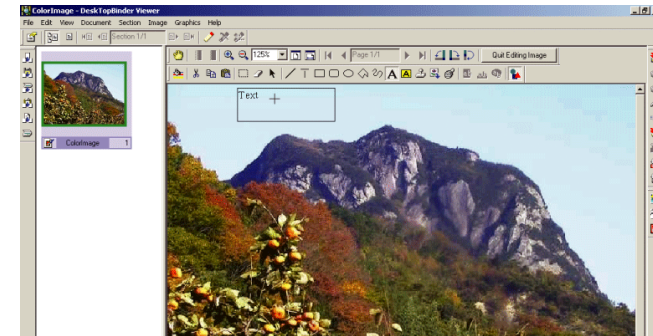 ColorImage - DeskTopBinder Viewer
File Edit View Document Section Image Graphics Help
Section 1/1
125% Page 1/1 Quit Editing Image
Text
ColorImage 1